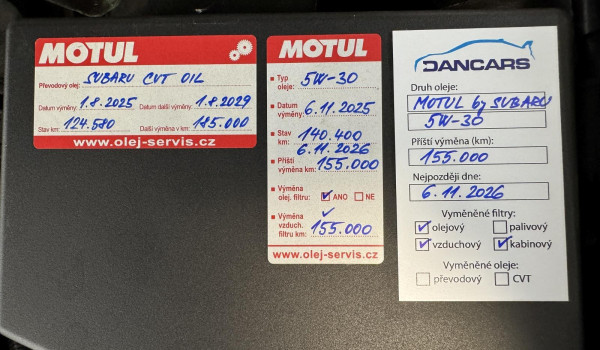 MOTUL
Převodový olej: SUBARU CVT OIL
Datum výměny: 1.8.2025 Datum další výměny: 1.8.2029
Stav km: 124.580 Další výměna v km: 185.000
www.olej-servis.cz
MOTUL
Typ oleje: 5W-30
Datum výměny: 6.11.2025
Stav km: 140.400
6.11.2026
Příští výměna km: 155.000
Výměna olej. filtru: ANO NE
Výměna vzduch. filtru km: 155.000
www.olej-servis.cz
DANCARS
Druh oleje:
MOTUL by SUBARU
5W-30
Příští výměna (km):
155.000
Nejpozději dne:
6.11.2026
Vyměněné filtry:
olejový palivový
vzduchový kabinový
Vyměněné oleje:
převodový CVT